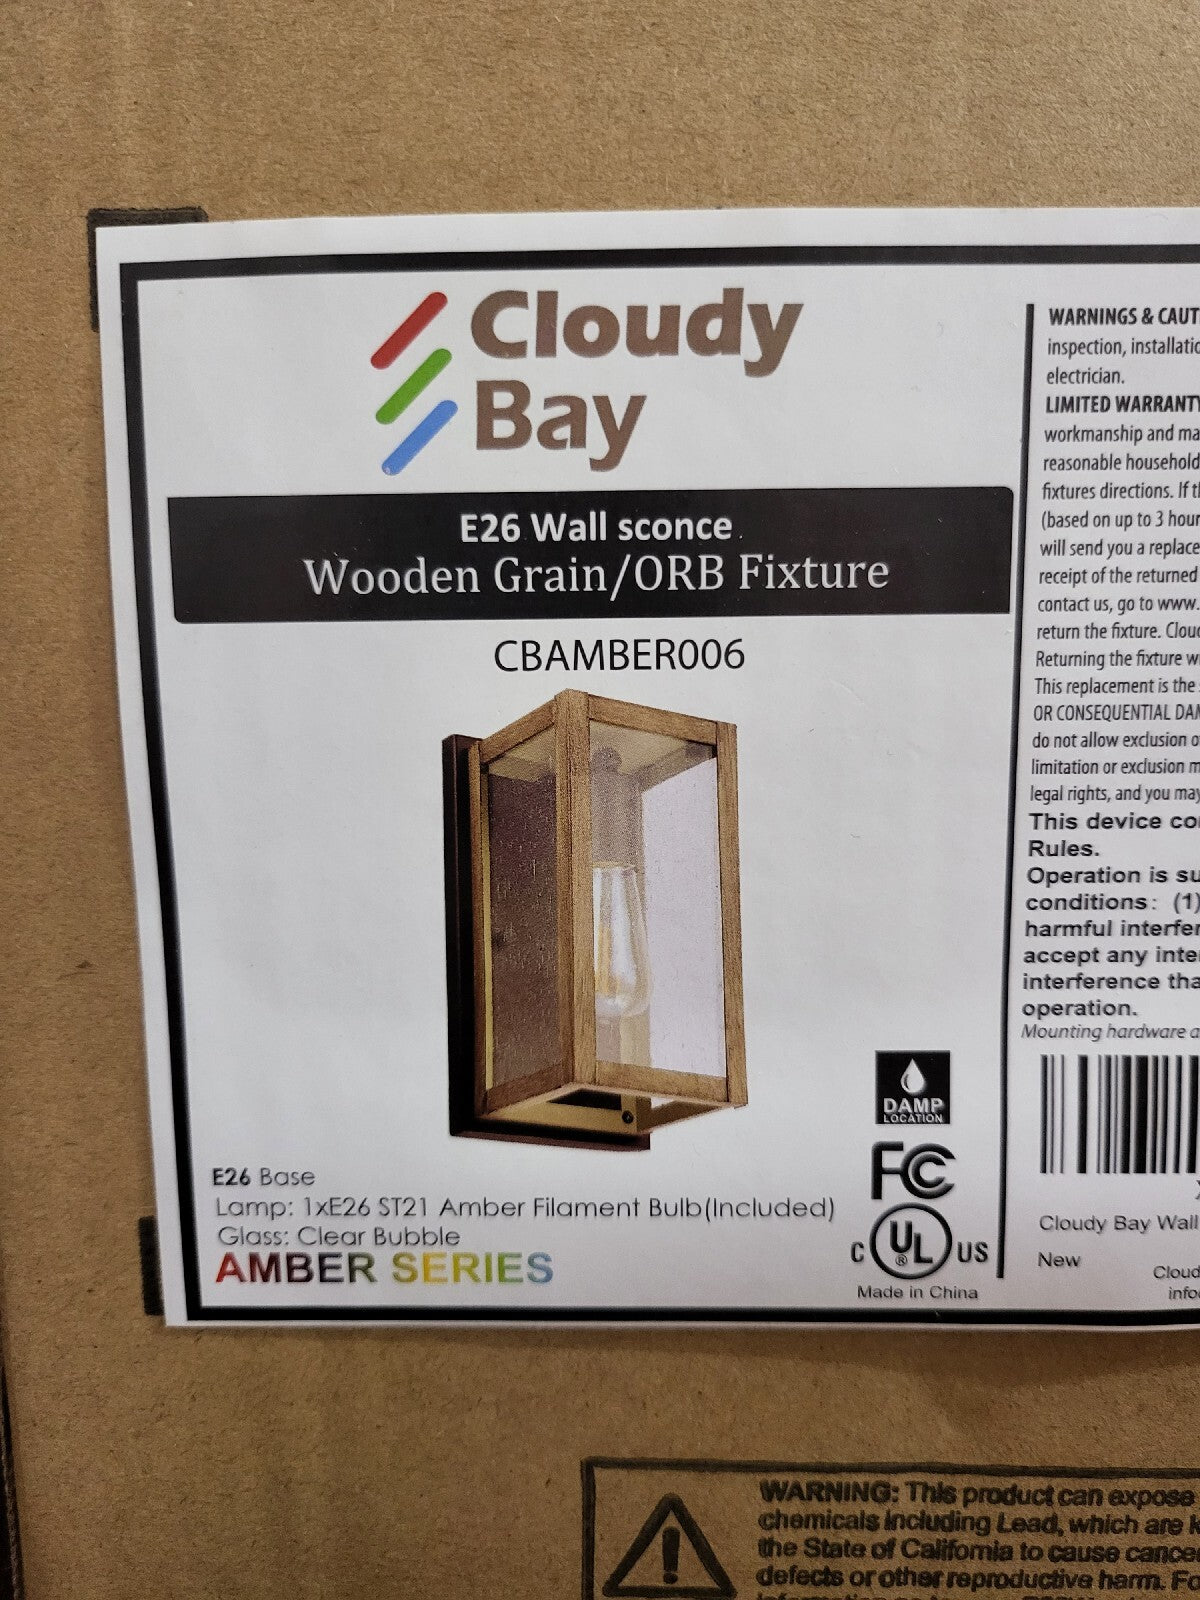 Cloudy
Bay
E26 Wall sconce
Wooden Grain/ORB Fixture
CBAMBER006
E26 Base
Lamp: 1xE26 ST21 Amber Filament Bulb(Included)
Glass: Clear Bubble
AMBER SERIES
DAMP
LOCATION
FC
C UL US
®
Made in China
WARNINGS & CAUT
inspection, installatio
electrician.
LIMITED WARRANTY
workmanship and ma
reasonable household
fixtures directions. If t
(based on up to 3 hour
will send you a replace
receipt of the returned
contact us, go to www.
return the fixture. Clou
Returning the fixture w
This replacement is the
OR CONSEQUENTIAL DA
do not allow exclusion o
limitation or exclusion m
legal rights, and you may
This device co
Rules.
Operation is su
conditions: (1)
harmful interfer
accept any inte
interference tha
operation.
Mounting hardware a
Cloudy Bay Wall
New
Cloud
info
WARNING: This product can expose
chemicals including Lead, which are k
the State of California to cause cance
defects or other reproductive harm. Fo